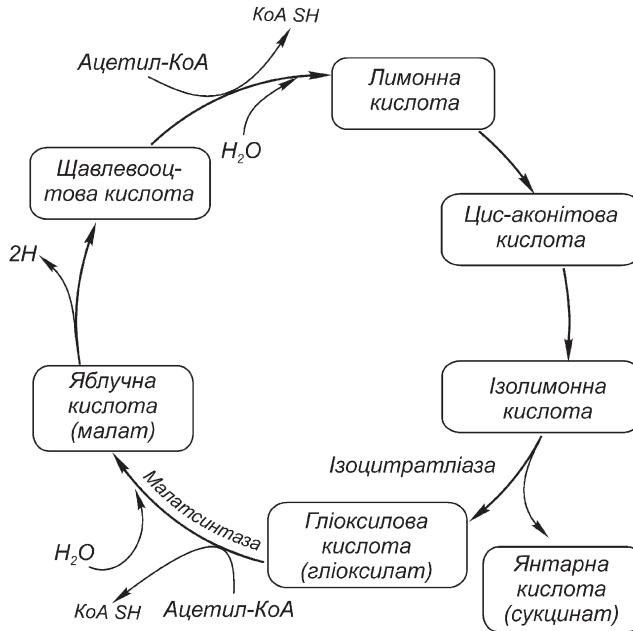 КоА SH
Ацетил-КоА
Лимонна
кислота
H₂O
Щавлевооц-
това кислота
Цис-аконітова
кислота
2Н
Яблучна
кислота
(малат)
Ізолимонна
кислота
Ізоцитратліаза
Малатсинтаза
Гліоксилова
кислота
(гліоксилат)
H₂O
Янтарна
кислота
(сукцинат)
КоА SH
Ацетил-КоА